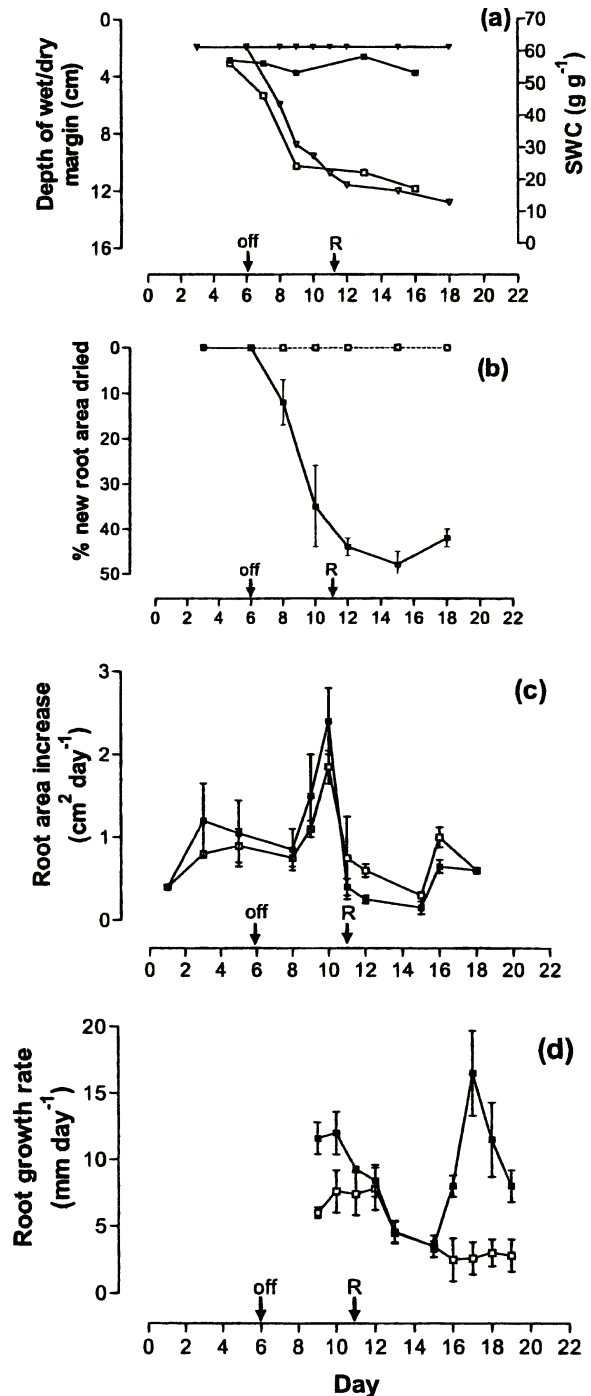 (a)
Depth of wet/dry
margin (cm)
0
4
8
12
16
SWC (g g-1)
70
60
50
40
30
20
10
0
off
R
0 2 4 6 8 10 12 14 16 18 20 22
(b)
% new root area dried
0
10
20
30
40
50
off
R
0 2 4 6 8 10 12 14 16 18 20 22
(c)
Root area increase
(cm² day⁻¹)
3
2
1
0
off
R
0 2 4 6 8 10 12 14 16 18 20 22
(d)
Root growth rate
(mm day⁻¹)
20
15
10
5
0
off
R
0 2 4 6 8 10 12 14 16 18 20 22
Day